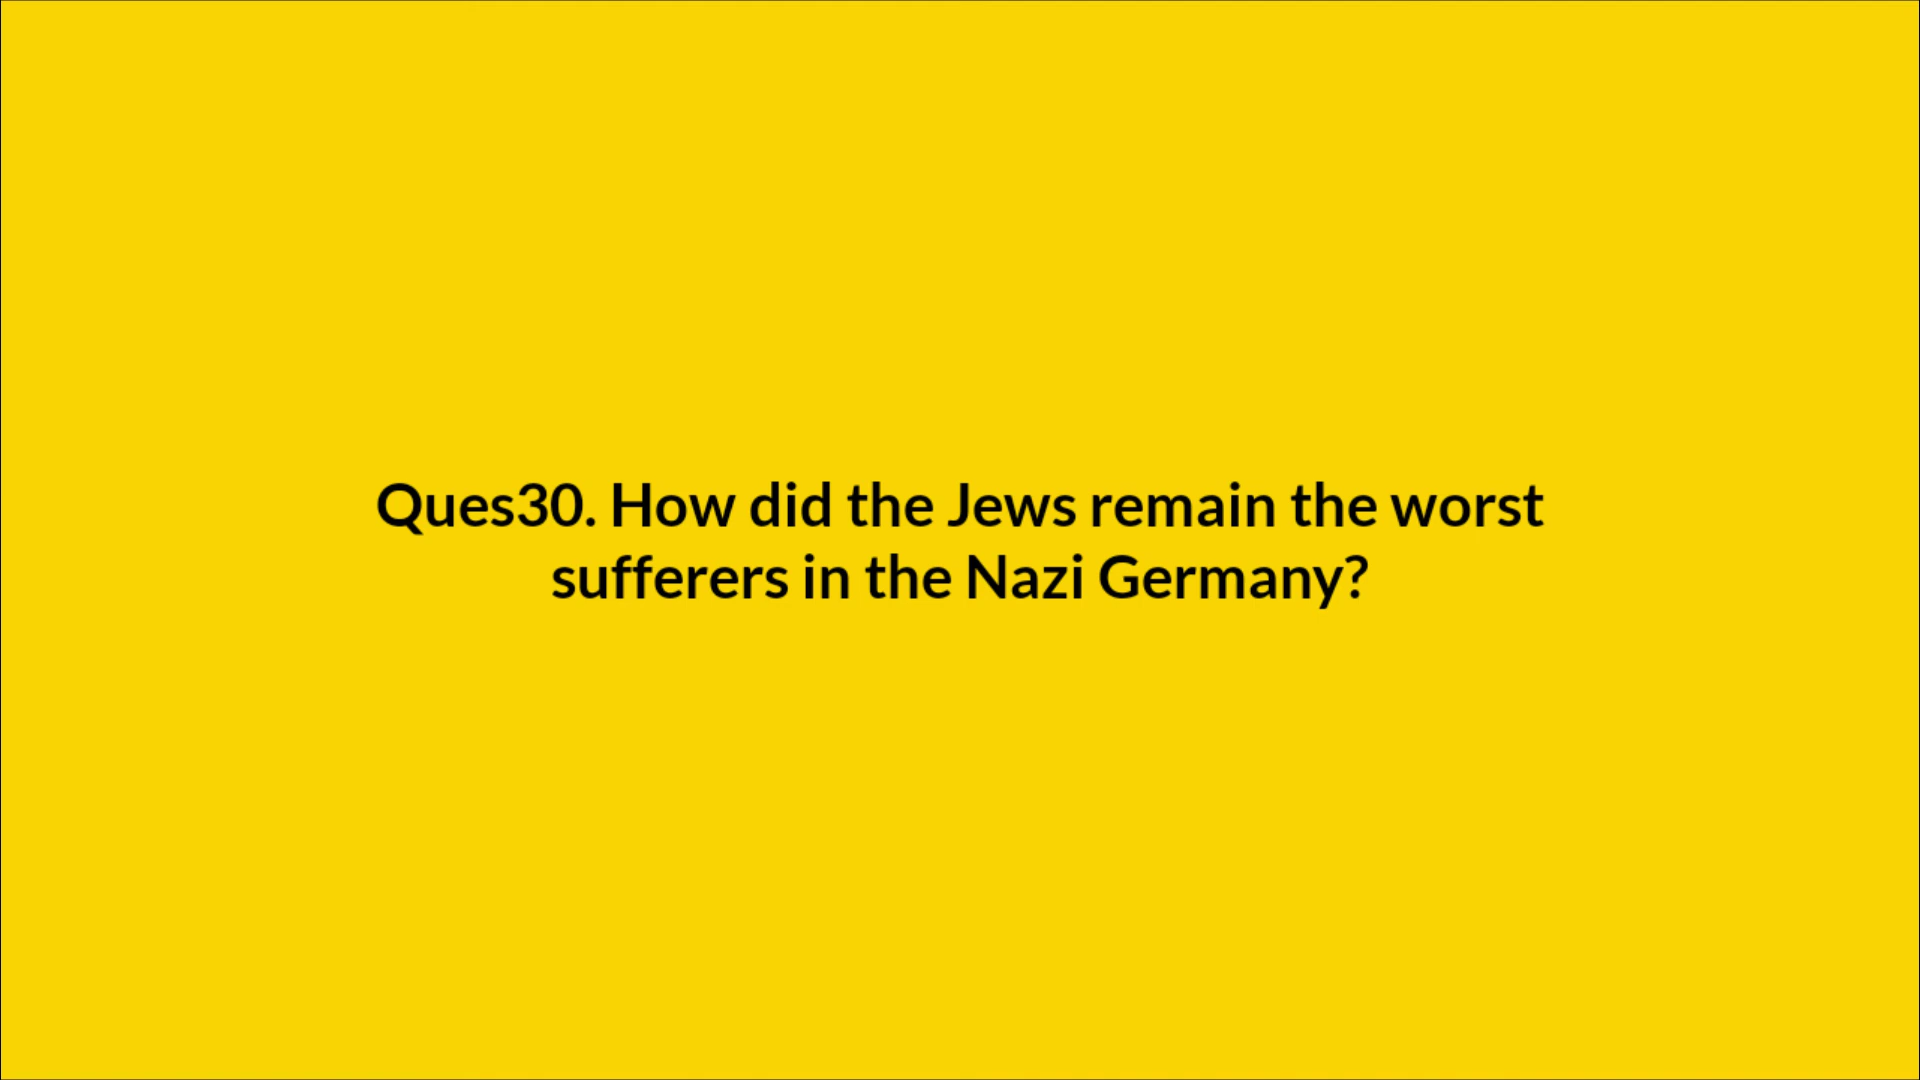 Ques30. How did the Jews remain the worst
sufferers in the Nazi Germany?